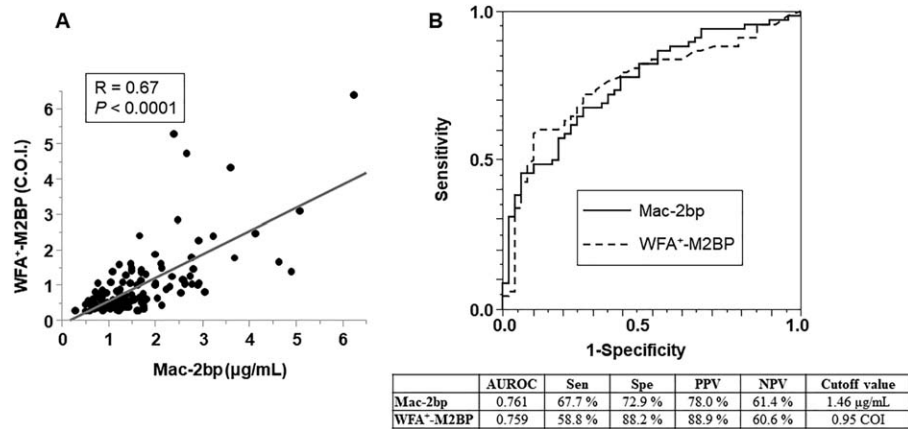 A
R = 0.67
P < 0.0001
WFA⁺-M2BP (C.O.I.)
6
5
4
3
2
1
0
0 1 2 3 4 5 6
Mac-2bp (µg/mL)
B
Sensitivity
1.0
0.5
0.0
Mac-2bp
WFA⁺-M2BP
0.0 0.5 1.0
1-Specificity
AUROC Sen Spe PPV NPV Cutoff value
Mac-2bp 0.761 67.7 % 72.9 % 78.0 % 61.4 % 1.46 µg/mL
WFA⁺-M2BP 0.759 58.8 % 88.2 % 88.9 % 60.6 % 0.95 COI